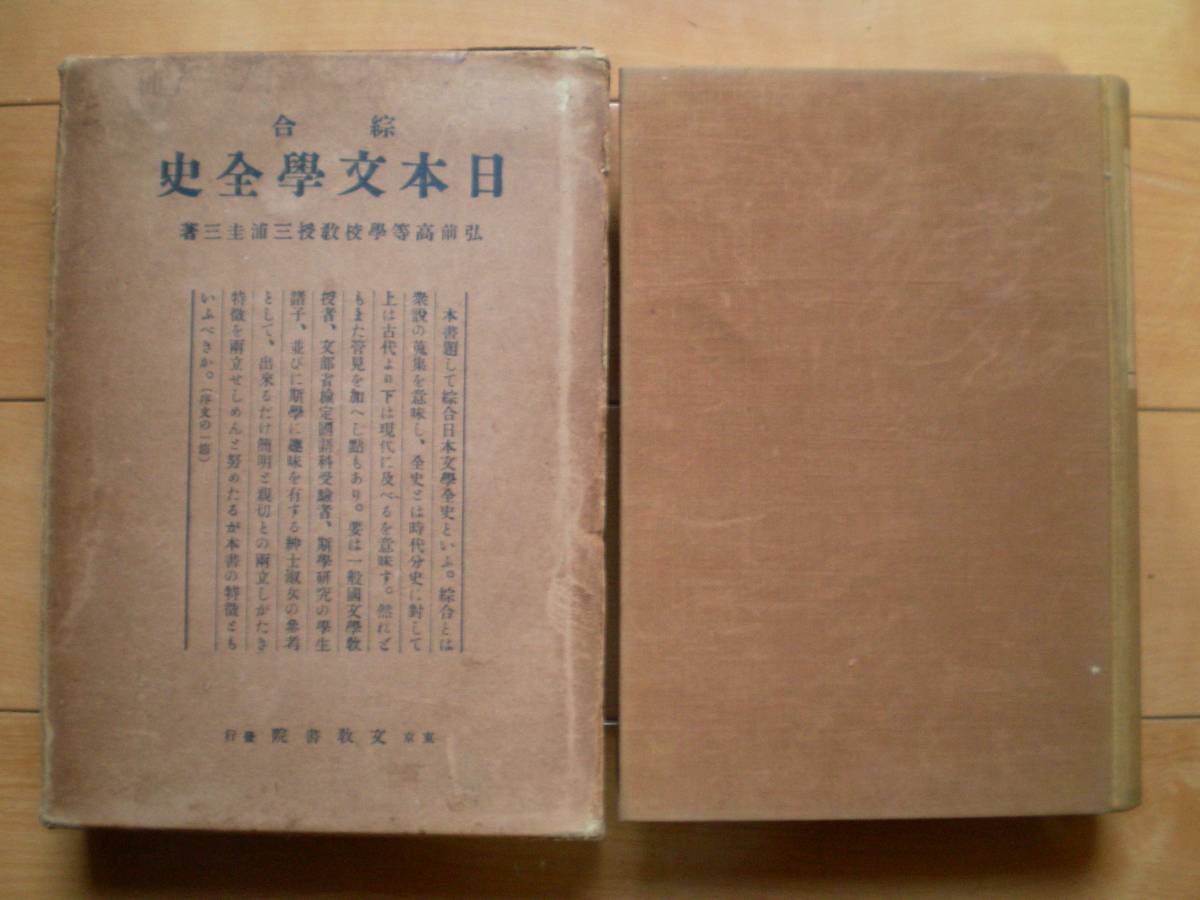 綜合
日本文學全史
弘前高等學校敎授三浦圭三著
本書題して綜合日本文學全史といふ。綜合とは
衆說の蒐集を意味し、全史とは時代分史に對して
上は古代より下は現代に及べるを意味す。然れど
もまた管見を加へし點もあり。要は一般國文學敎
授者、文部省檢定國語科受驗者、斯學硏究の學生
諸子、並びに斯學に趣味を有する紳士淑女の參考
として、出來るだけ簡明と親切との兩立しがたき
特徵を兩立せしめんと努めたるが本書の特徵とも
いふべきか。(序文の一節)
東京 文敎書院 發行